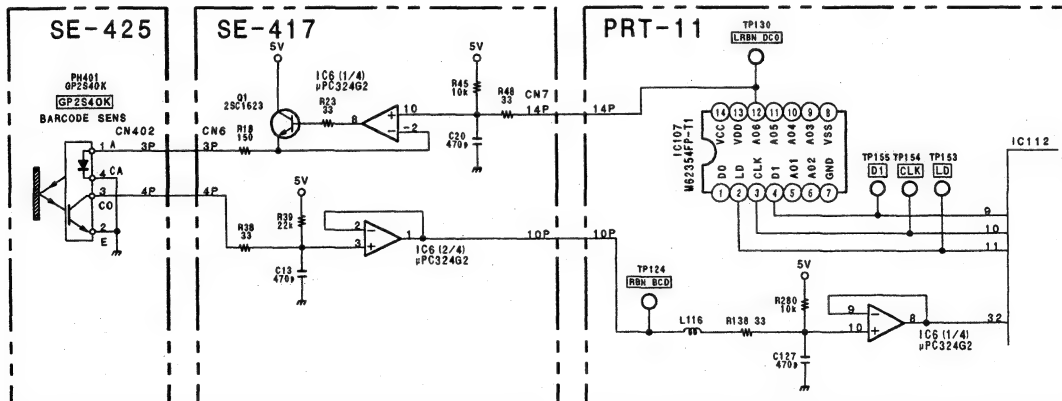 SE-425
PH401
GP2S40K
GP2S40K
BARCODE SENS
CN402
1
A
3P
4
CA
3
CO
4P
2
E
SE-417
5V
Q1
2SC1623
R23
33
IC6 (1/4)
μPC324G2
8
10
2
R45
10k
R48
33
CN7
14P
C20
470p
CN6
3P
R18
150
4P
5V
R39
22k
R38
33
C13
470p
2
3
1
IC6 (2/4)
μPC324G2
10P
5V
PRT-11
TP130
LRBN DC0
14P
14 13 12 11 10 9 8
VCC VDD AO6 AO5 AO4 AO3 VSS
IC107
M62354FP-T1
DO LD CLK D1 AO1 AO2 GND
1 2 3 4 5 6 7
TP155
D1
TP154
CLK
TP153
LD
IC112
9
10
11
10P
TP124
RBN BCD
L116
R138 33
5V
R280
10k
C127
470p
9
10
8
IC6 (1/4)
μPC324G2
32